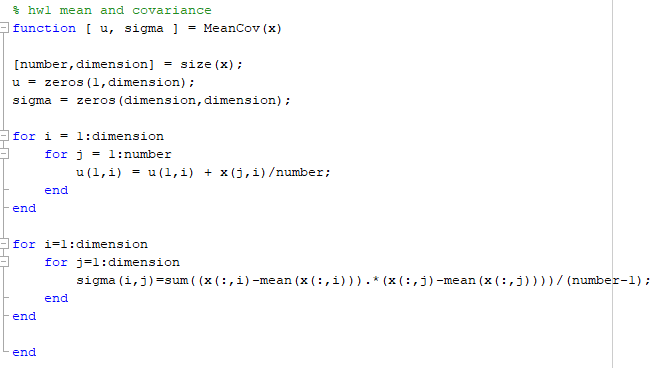 % hw1 mean and covariance
function [ u, sigma ] = MeanCov(x)
[number,dimension] = size(x);
u = zeros(1,dimension);
sigma = zeros(dimension,dimension);
for i = 1:dimension
for j = 1:number
u(1,i) = u(1,i) + x(j,i)/number;
end
end
for i=1:dimension
for j=1:dimension
sigma(i,j)=sum((x(:,i)-mean(x(:,i))).*(x(:,j)-mean(x(:,j))))/(number-1);
end
end
end